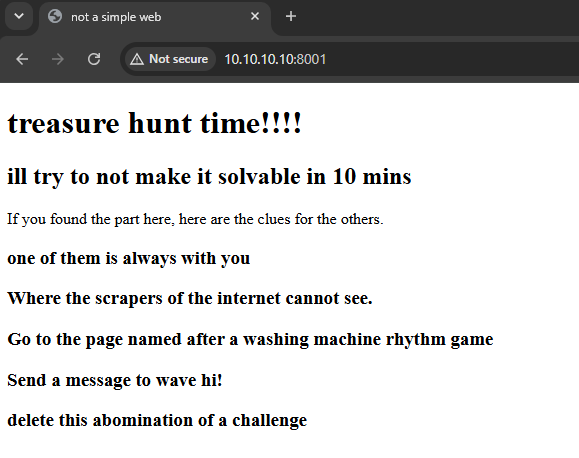 not a simple web
Not secure 10.10.10.10:8001
treasure hunt time!!!!
ill try to not make it solvable in 10 mins
If you found the part here, here are the clues for the others.
one of them is always with you
Where the scrapers of the internet cannot see.
Go to the page named after a washing machine rhythm game
Send a message to wave hi!
delete this abomination of a challenge